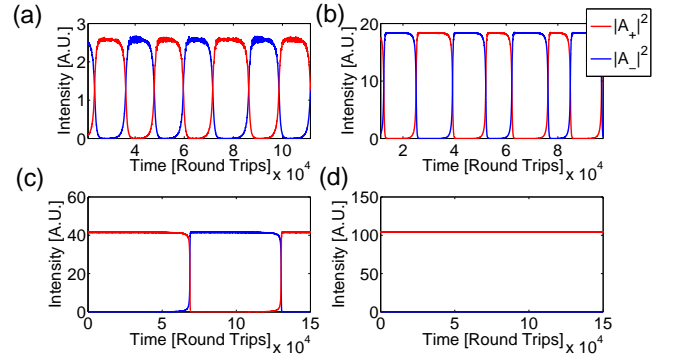 (a)
3
2
1
0
Intensity [A.U.]
2 4 6 8 10
Time [Round Trips] x 10^4
(b)
20
10
0
Intensity [A.U.]
2 4 6 8
Time [Round Trips] x 10^4
|A_+|^2
|A_-|^2
(c)
60
40
20
0
Intensity [A.U.]
0 5 10 15
Time [Round Trips] x 10^4
(d)
150
100
50
0
Intensity [A.U.]
0 5 10 15
Time [Round Trips] x 10^4